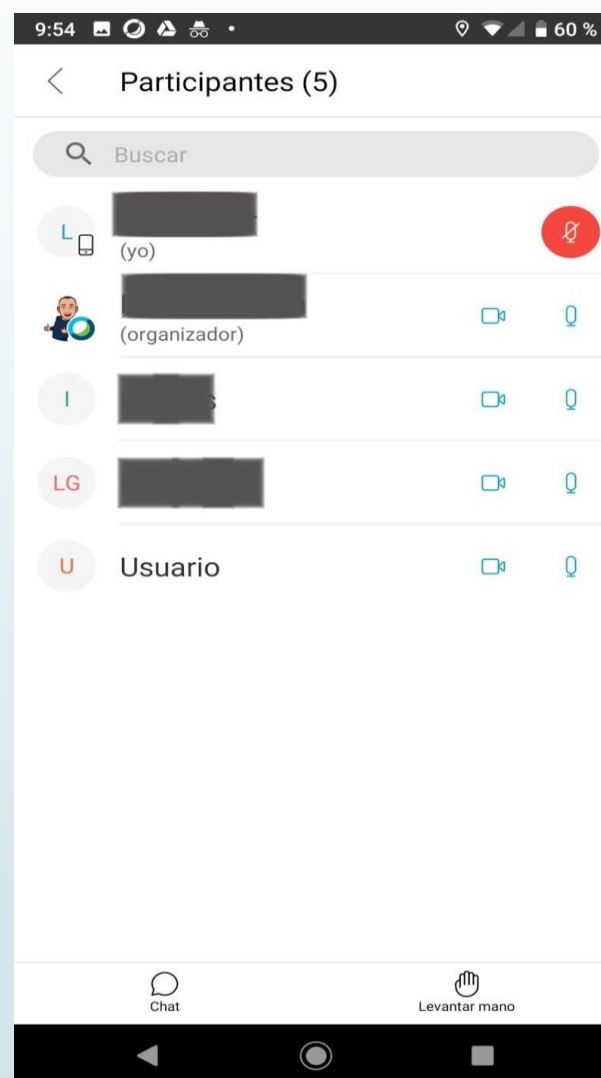 9:54 60 %
Participantes (5)
Buscar
L
(yo)
(organizador)
I
LG
U Usuario
Chat Levantar mano